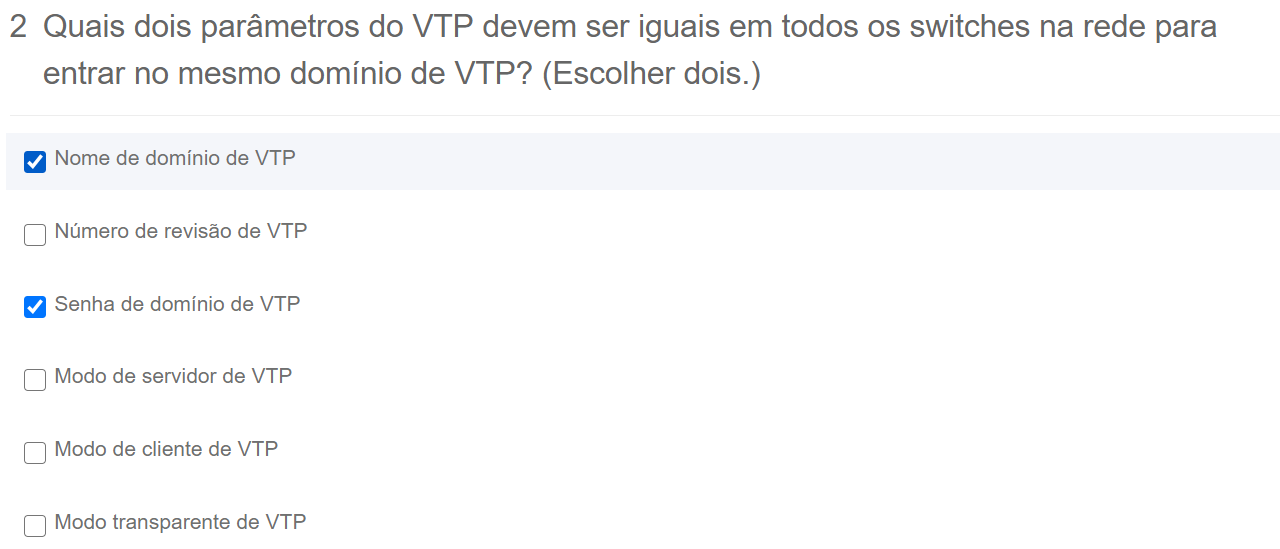 2 Quais dois parâmetros do VTP devem ser iguais em todos os switches na rede para
entrar no mesmo domínio de VTP? (Escolher dois.)
Nome de domínio de VTP
Número de revisão de VTP
Senha de domínio de VTP
Modo de servidor de VTP
Modo de cliente de VTP
Modo transparente de VTP